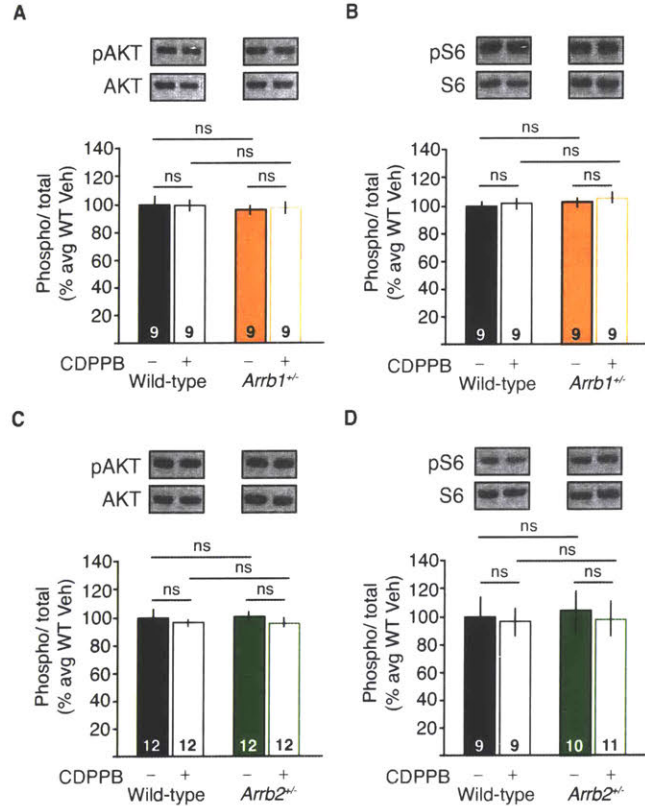 A
pAKT
AKT
ns
ns
ns ns
Phospho/ total
(% avg WT Veh)
140
120
100
80
60
40
20
9 9 9 9
CDPPB − + − +
Wild-type Arrb1+/-
B
pS6
S6
ns
ns
ns ns
Phospho/ total
(% avg WT Veh)
140
120
100
80
60
40
20
9 9 9 9
CDPPB − + − +
Wild-type Arrb1+/-
C
pAKT
AKT
ns
ns
ns ns
Phospho/ total
(% avg WT Veh)
140
120
100
80
60
40
20
12 12 12 12
CDPPB − + − +
Wild-type Arrb2+/-
D
pS6
S6
ns
ns
ns ns
Phospho/ total
(% avg WT Veh)
140
120
100
80
60
40
20
9 9 10 11
CDPPB − + − +
Wild-type Arrb2+/-